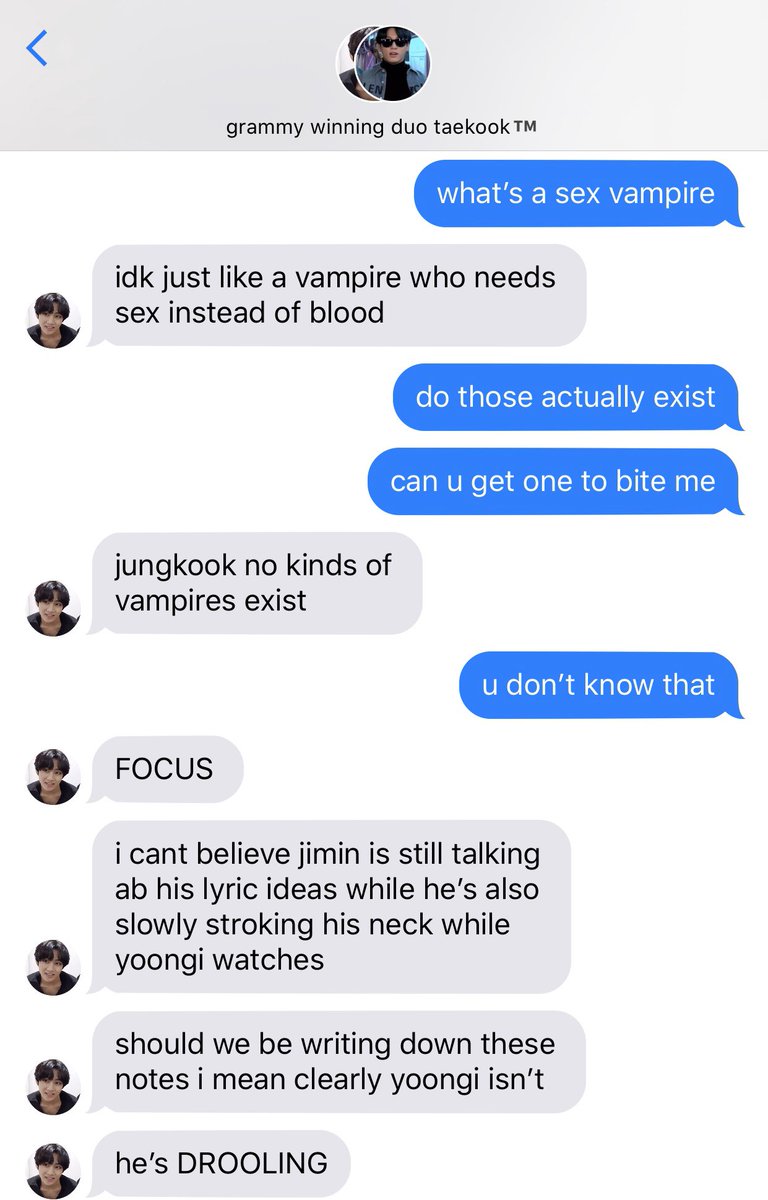 grammy winning duo taekook™
what's a sex vampire
idk just like a vampire who needs
sex instead of blood
do those actually exist
can u get one to bite me
jungkook no kinds of
vampires exist
u don't know that
FOCUS
i cant believe jimin is still talking
ab his lyric ideas while he's also
slowly stroking his neck while
yoongi watches
should we be writing down these
notes i mean clearly yoongi isn't
he's DROOLING